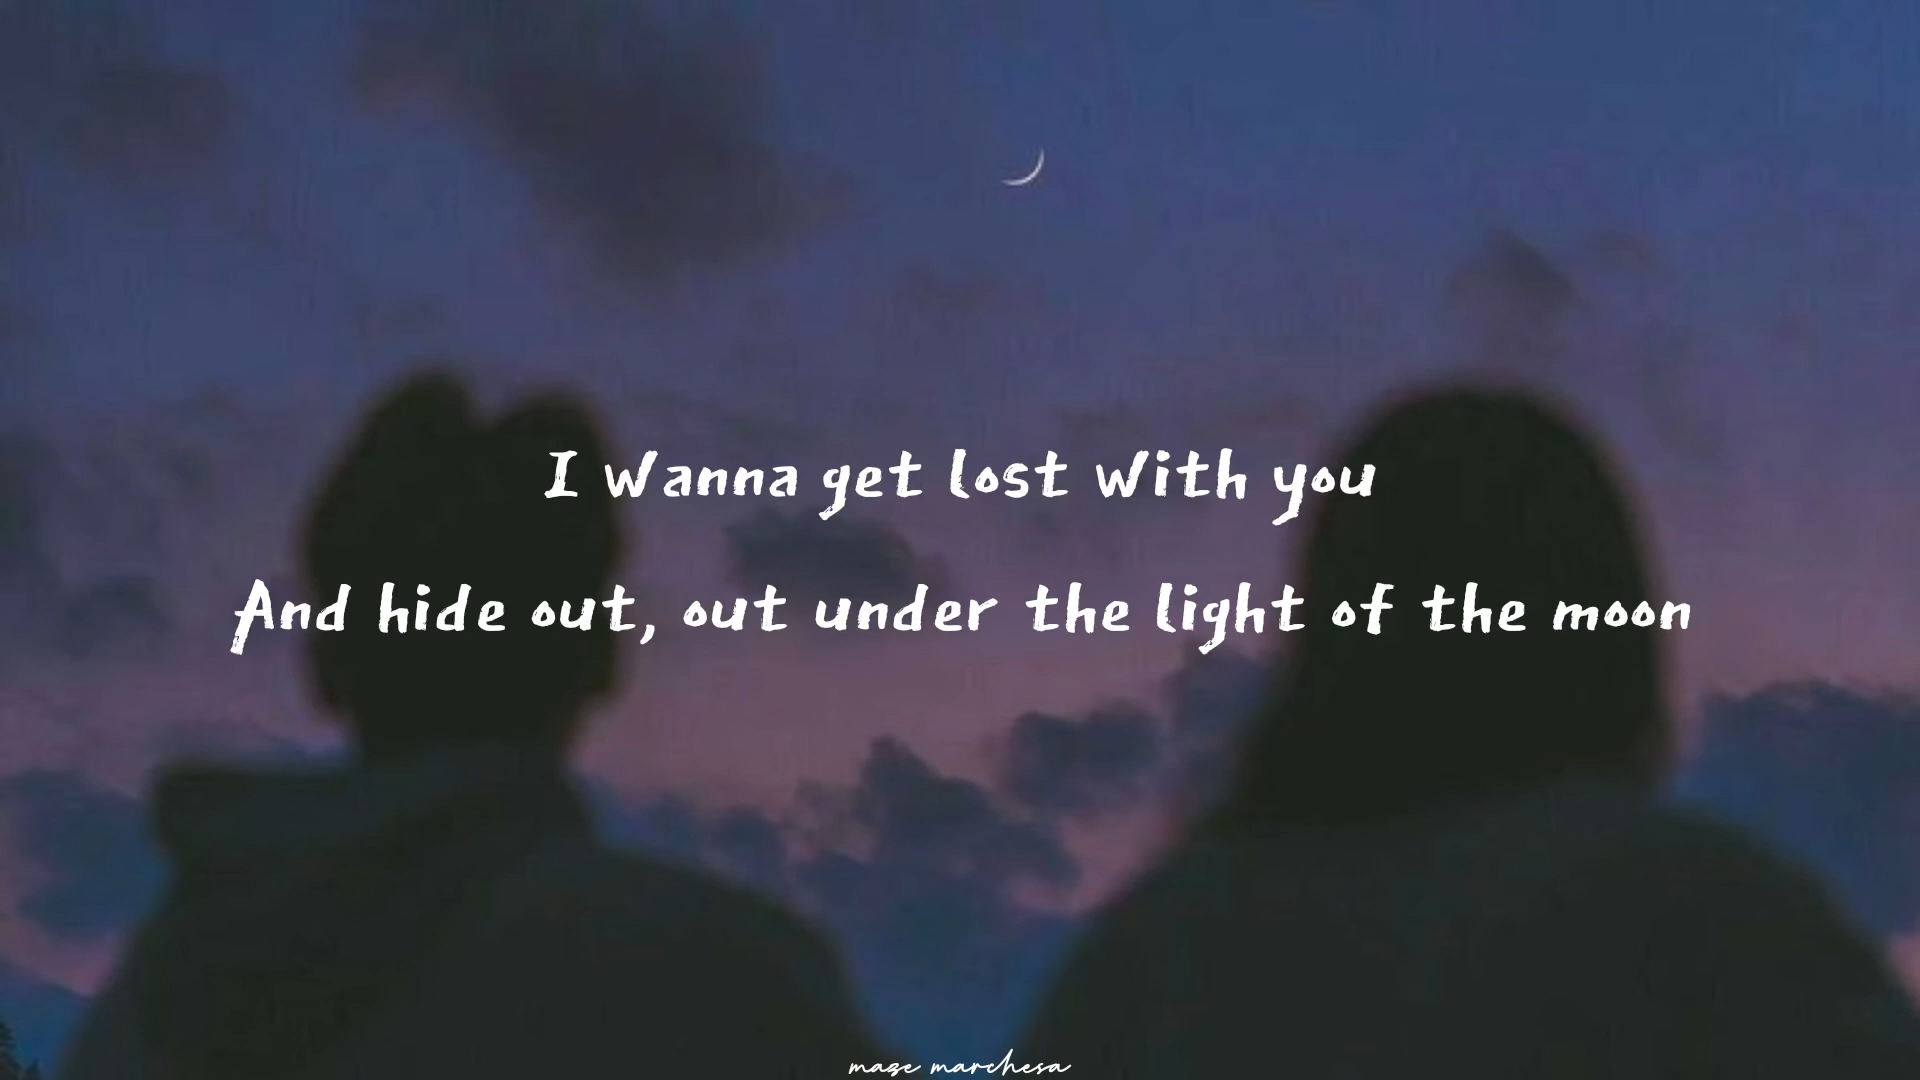 I wanna get lost with you
And hide out, out under the light of the moon
maze marchesa